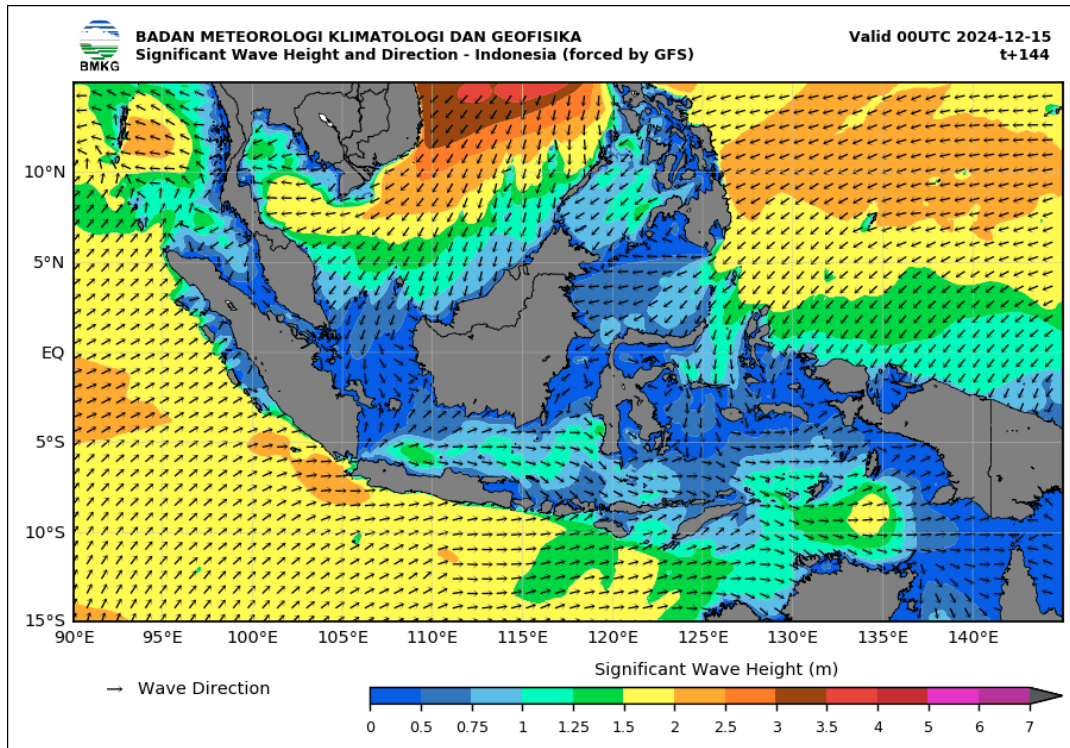 BADAN METEOROLOGI KLIMATOLOGI DAN GEOFISIKA
Significant Wave Height and Direction - Indonesia (forced by GFS)
Valid 00UTC 2024-12-15
t+144
BMKG
10°N
5°N
EQ
5°S
10°S
15°S
90°E 95°E 100°E 105°E 110°E 115°E 120°E 125°E 130°E 135°E 140°E
Wave Direction
Significant Wave Height (m)
0 0.5 0.75 1 1.25 1.5 2 2.5 3 3.5 4 5 6 7